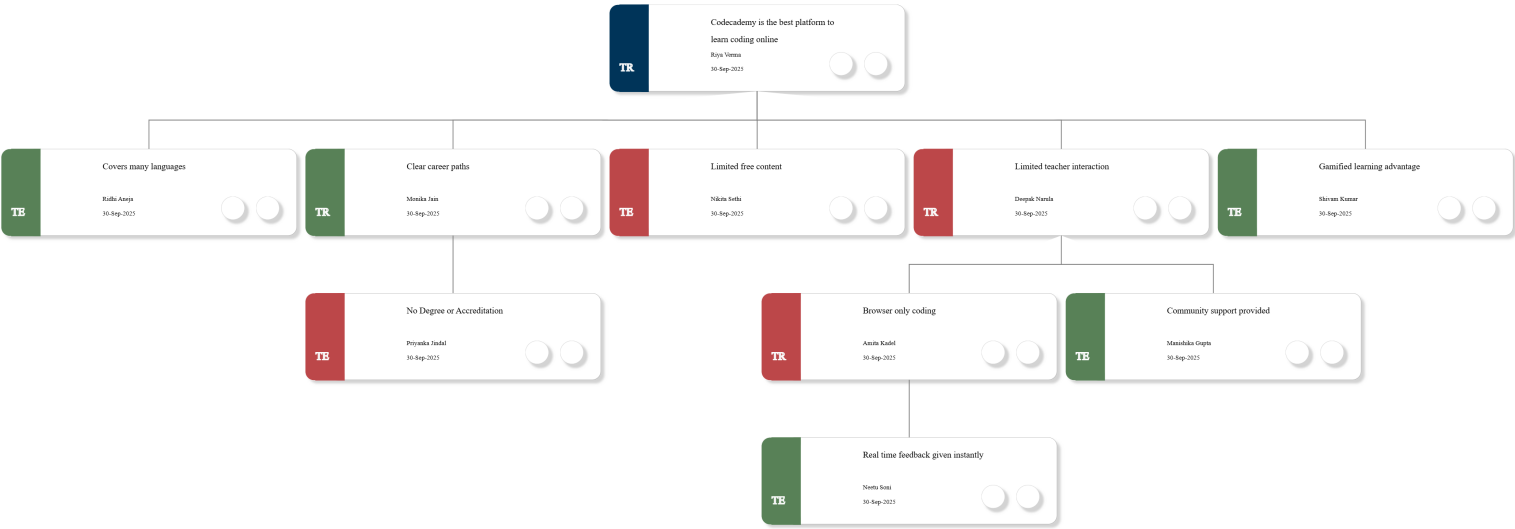 Codecademy is the best platform to
learn coding online
Riya Verma
30-Sep-2025
TR
Covers many languages
Ridhi Aneja
30-Sep-2025
TE
Clear career paths
Monika Jain
30-Sep-2025
TR
Limited free content
Nikita Sethi
30-Sep-2025
TE
Limited teacher interaction
Deepak Narula
30-Sep-2025
TR
Gamified learning advantage
Shivam Kumar
30-Sep-2025
TE
No Degree or Accreditation
Priyanka Jindal
30-Sep-2025
TE
Browser only coding
Amita Kadel
30-Sep-2025
TR
Community support provided
Manishika Gupta
30-Sep-2025
TE
Real time feedback given instantly
Neetu Soni
30-Sep-2025
TE